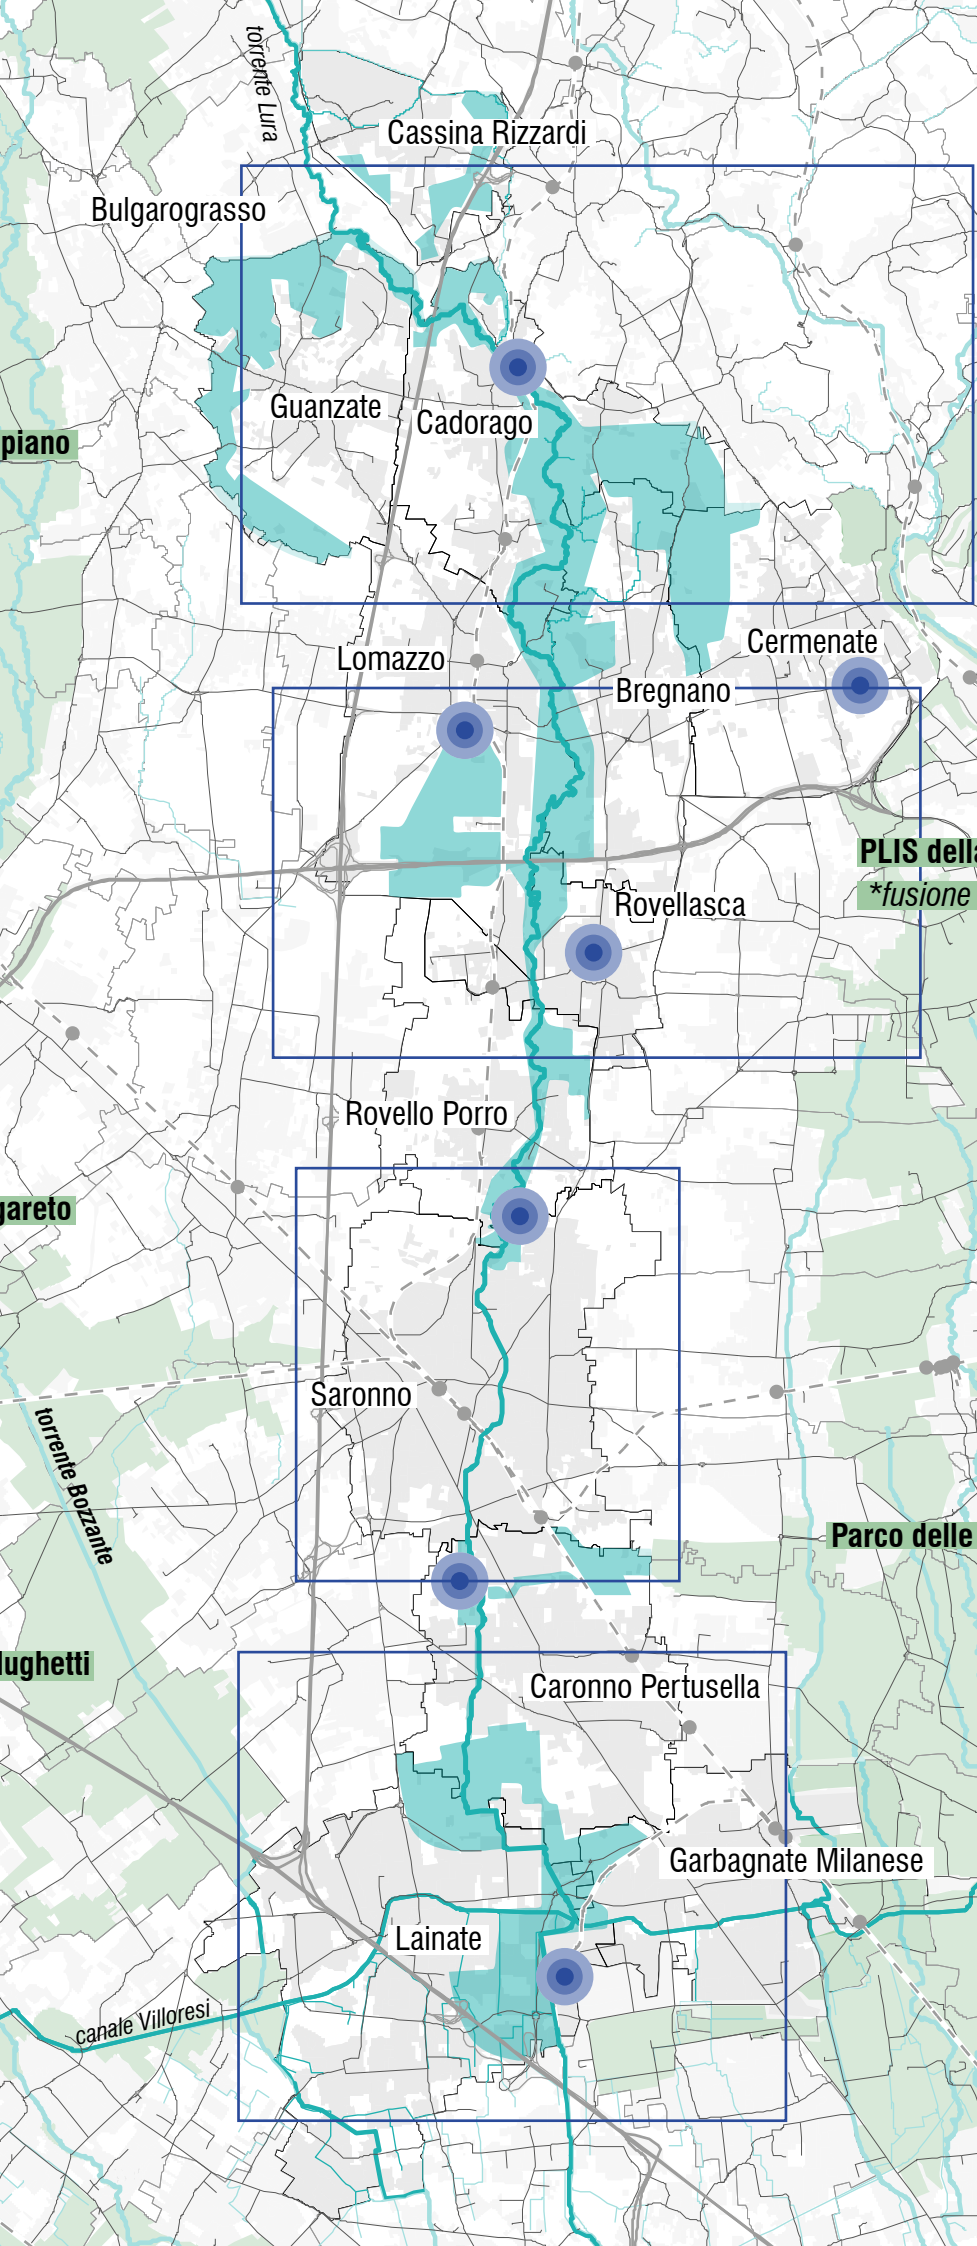 torrente Lura
Cassina Rizzardi
Bulgarograsso
Guanzate
Cadorago
piano
Cermenate
Lomazzo
Bregnano
PLIS della
*fusione
Rovellasca
Rovello Porro
gareto
Saronno
torrente Bozzante
Parco delle
lughetti
Caronno Pertusella
Garbagnate Milanese
Lainate
canale Villoresi